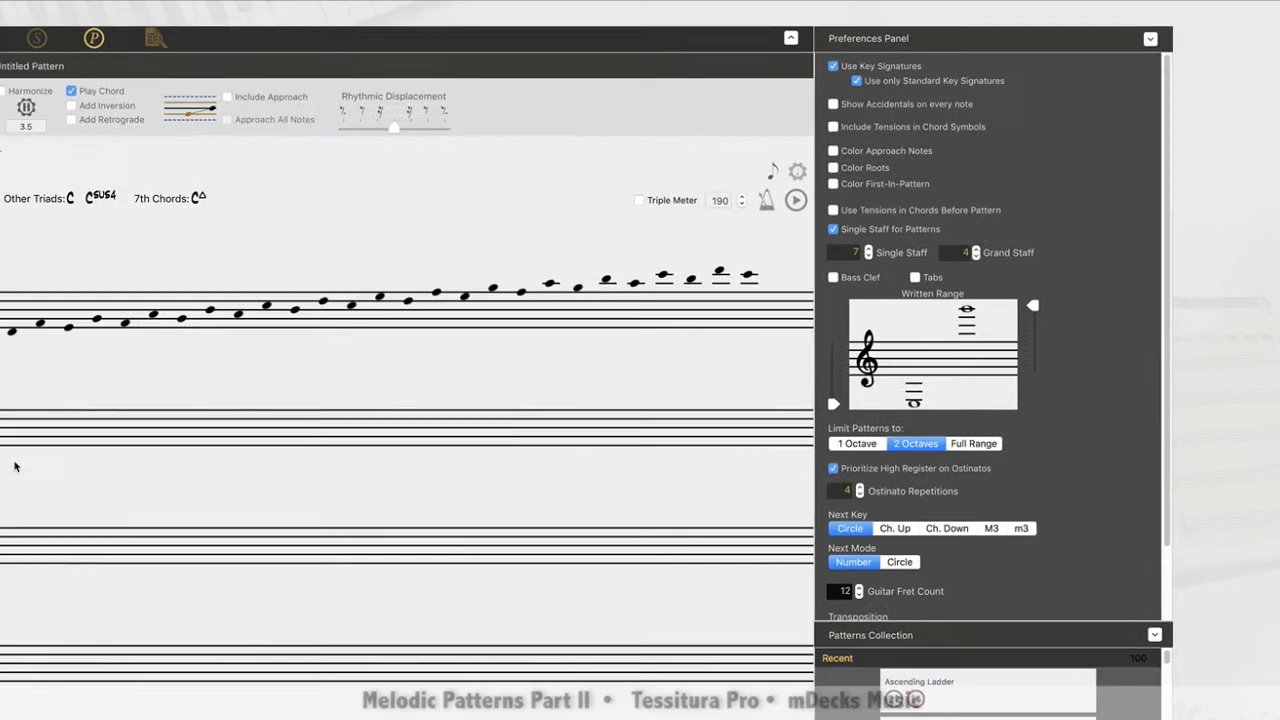 S P
Preferences Panel
Untitled Pattern
Use Key Signatures
Use only Standard Key Signatures
Harmonize
Play Chord
Include Approach
Rhythmic Displacement
Add Inversion
Show Accidentals on every note
Add Retrograde
Approach All Notes
H
3.5
Include Tensions in Chord Symbols
Color Approach Notes
Color Roots
Color First-In-Pattern
Other Triads: C Csus4 7th Chords: C△
Triple Meter 190
Use Tensions in Chords Before Pattern
Single Staff for Patterns
7 Single Staff 4 Grand Staff
Bass Clef Tabs
Written Range
Limit Patterns to:
1 Octave 2 Octaves Full Range
Prioritize High Register on Ostinatos
4 Ostinato Repetitions
Next Key
Circle Ch. Up Ch. Down M3 m3
Next Mode
Number Circle
12 Guitar Fret Count
Transposition
Patterns Collection
Recent 100
Ascending Ladder
Melodic Patterns Part II • Tessitura Pro • mDecks Music